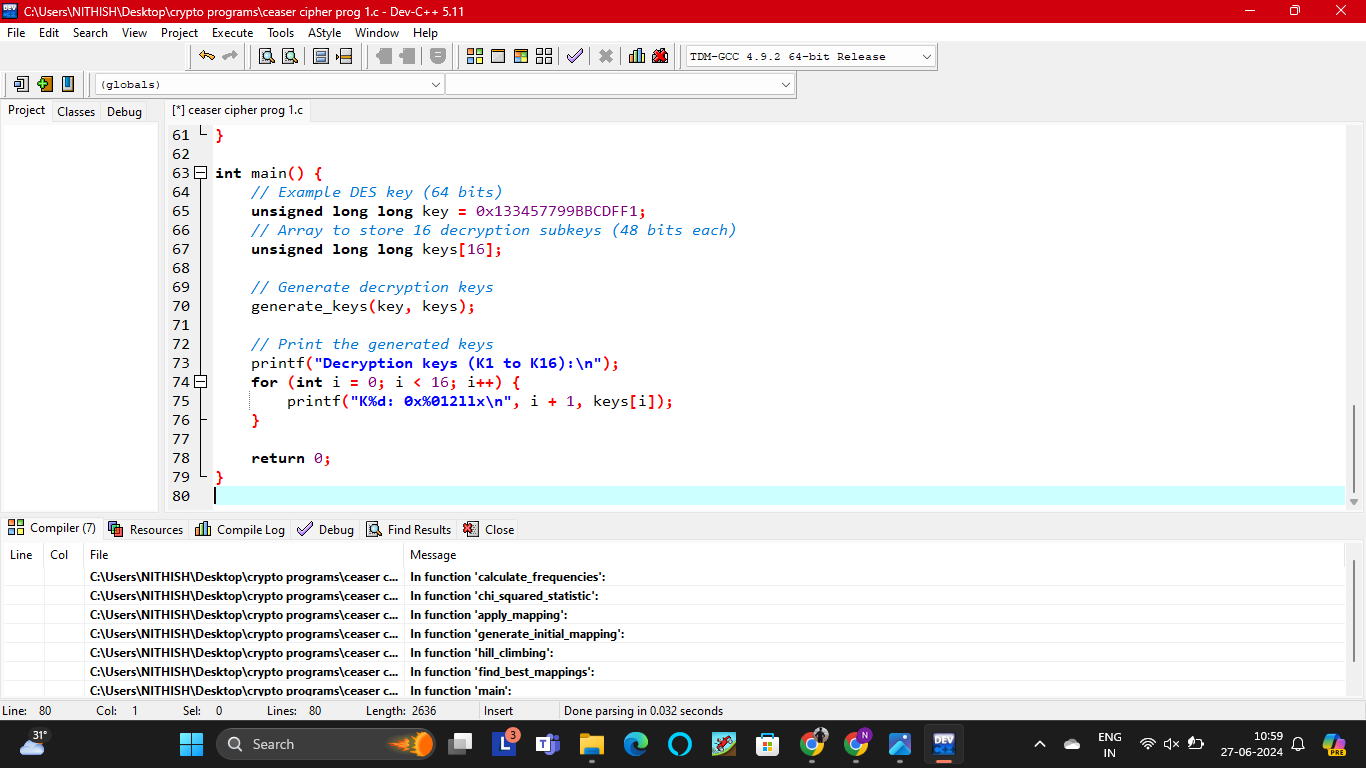 C:\Users\NITHISH\Desktop\crypto programs\ceaser cipher prog 1.c - Dev-C++ 5.11
File Edit Search View Project Execute Tools AStyle Window Help
TDM-GCC 4.9.2 64-bit Release
(globals)
Project Classes Debug
[*] ceaser cipher prog 1.c
61 }
62
63 int main() {
64 // Example DES key (64 bits)
65 unsigned long long key = 0x133457799BBCDFF1;
66 // Array to store 16 decryption subkeys (48 bits each)
67 unsigned long long keys[16];
68
69 // Generate decryption keys
70 generate_keys(key, keys);
71
72 // Print the generated keys
73 printf("Decryption keys (K1 to K16):\n");
74 for (int i = 0; i < 16; i++) {
75 printf("K%d: 0x%012llx\n", i + 1, keys[i]);
76 }
77
78 return 0;
79 }
80
Compiler (7) Resources Compile Log Debug Find Results Close
Line Col File Message
C:\Users\NITHISH\Desktop\crypto programs\ceaser c... In function 'calculate_frequencies':
C:\Users\NITHISH\Desktop\crypto programs\ceaser c... In function 'chi_squared_statistic':
C:\Users\NITHISH\Desktop\crypto programs\ceaser c... In function 'apply_mapping':
C:\Users\NITHISH\Desktop\crypto programs\ceaser c... In function 'generate_initial_mapping':
C:\Users\NITHISH\Desktop\crypto programs\ceaser c... In function 'hill_climbing':
C:\Users\NITHISH\Desktop\crypto programs\ceaser c... In function 'find_best_mappings':
C:\Users\NITHISH\Desktop\crypto programs\ceaser c... In function 'main':
Line: 80 Col: 1 Sel: 0 Lines: 80 Length: 2636 Insert Done parsing in 0.032 seconds
31°
Search
L 3
N
DEV
ENG
IN
10:59
27-06-2024
PRE